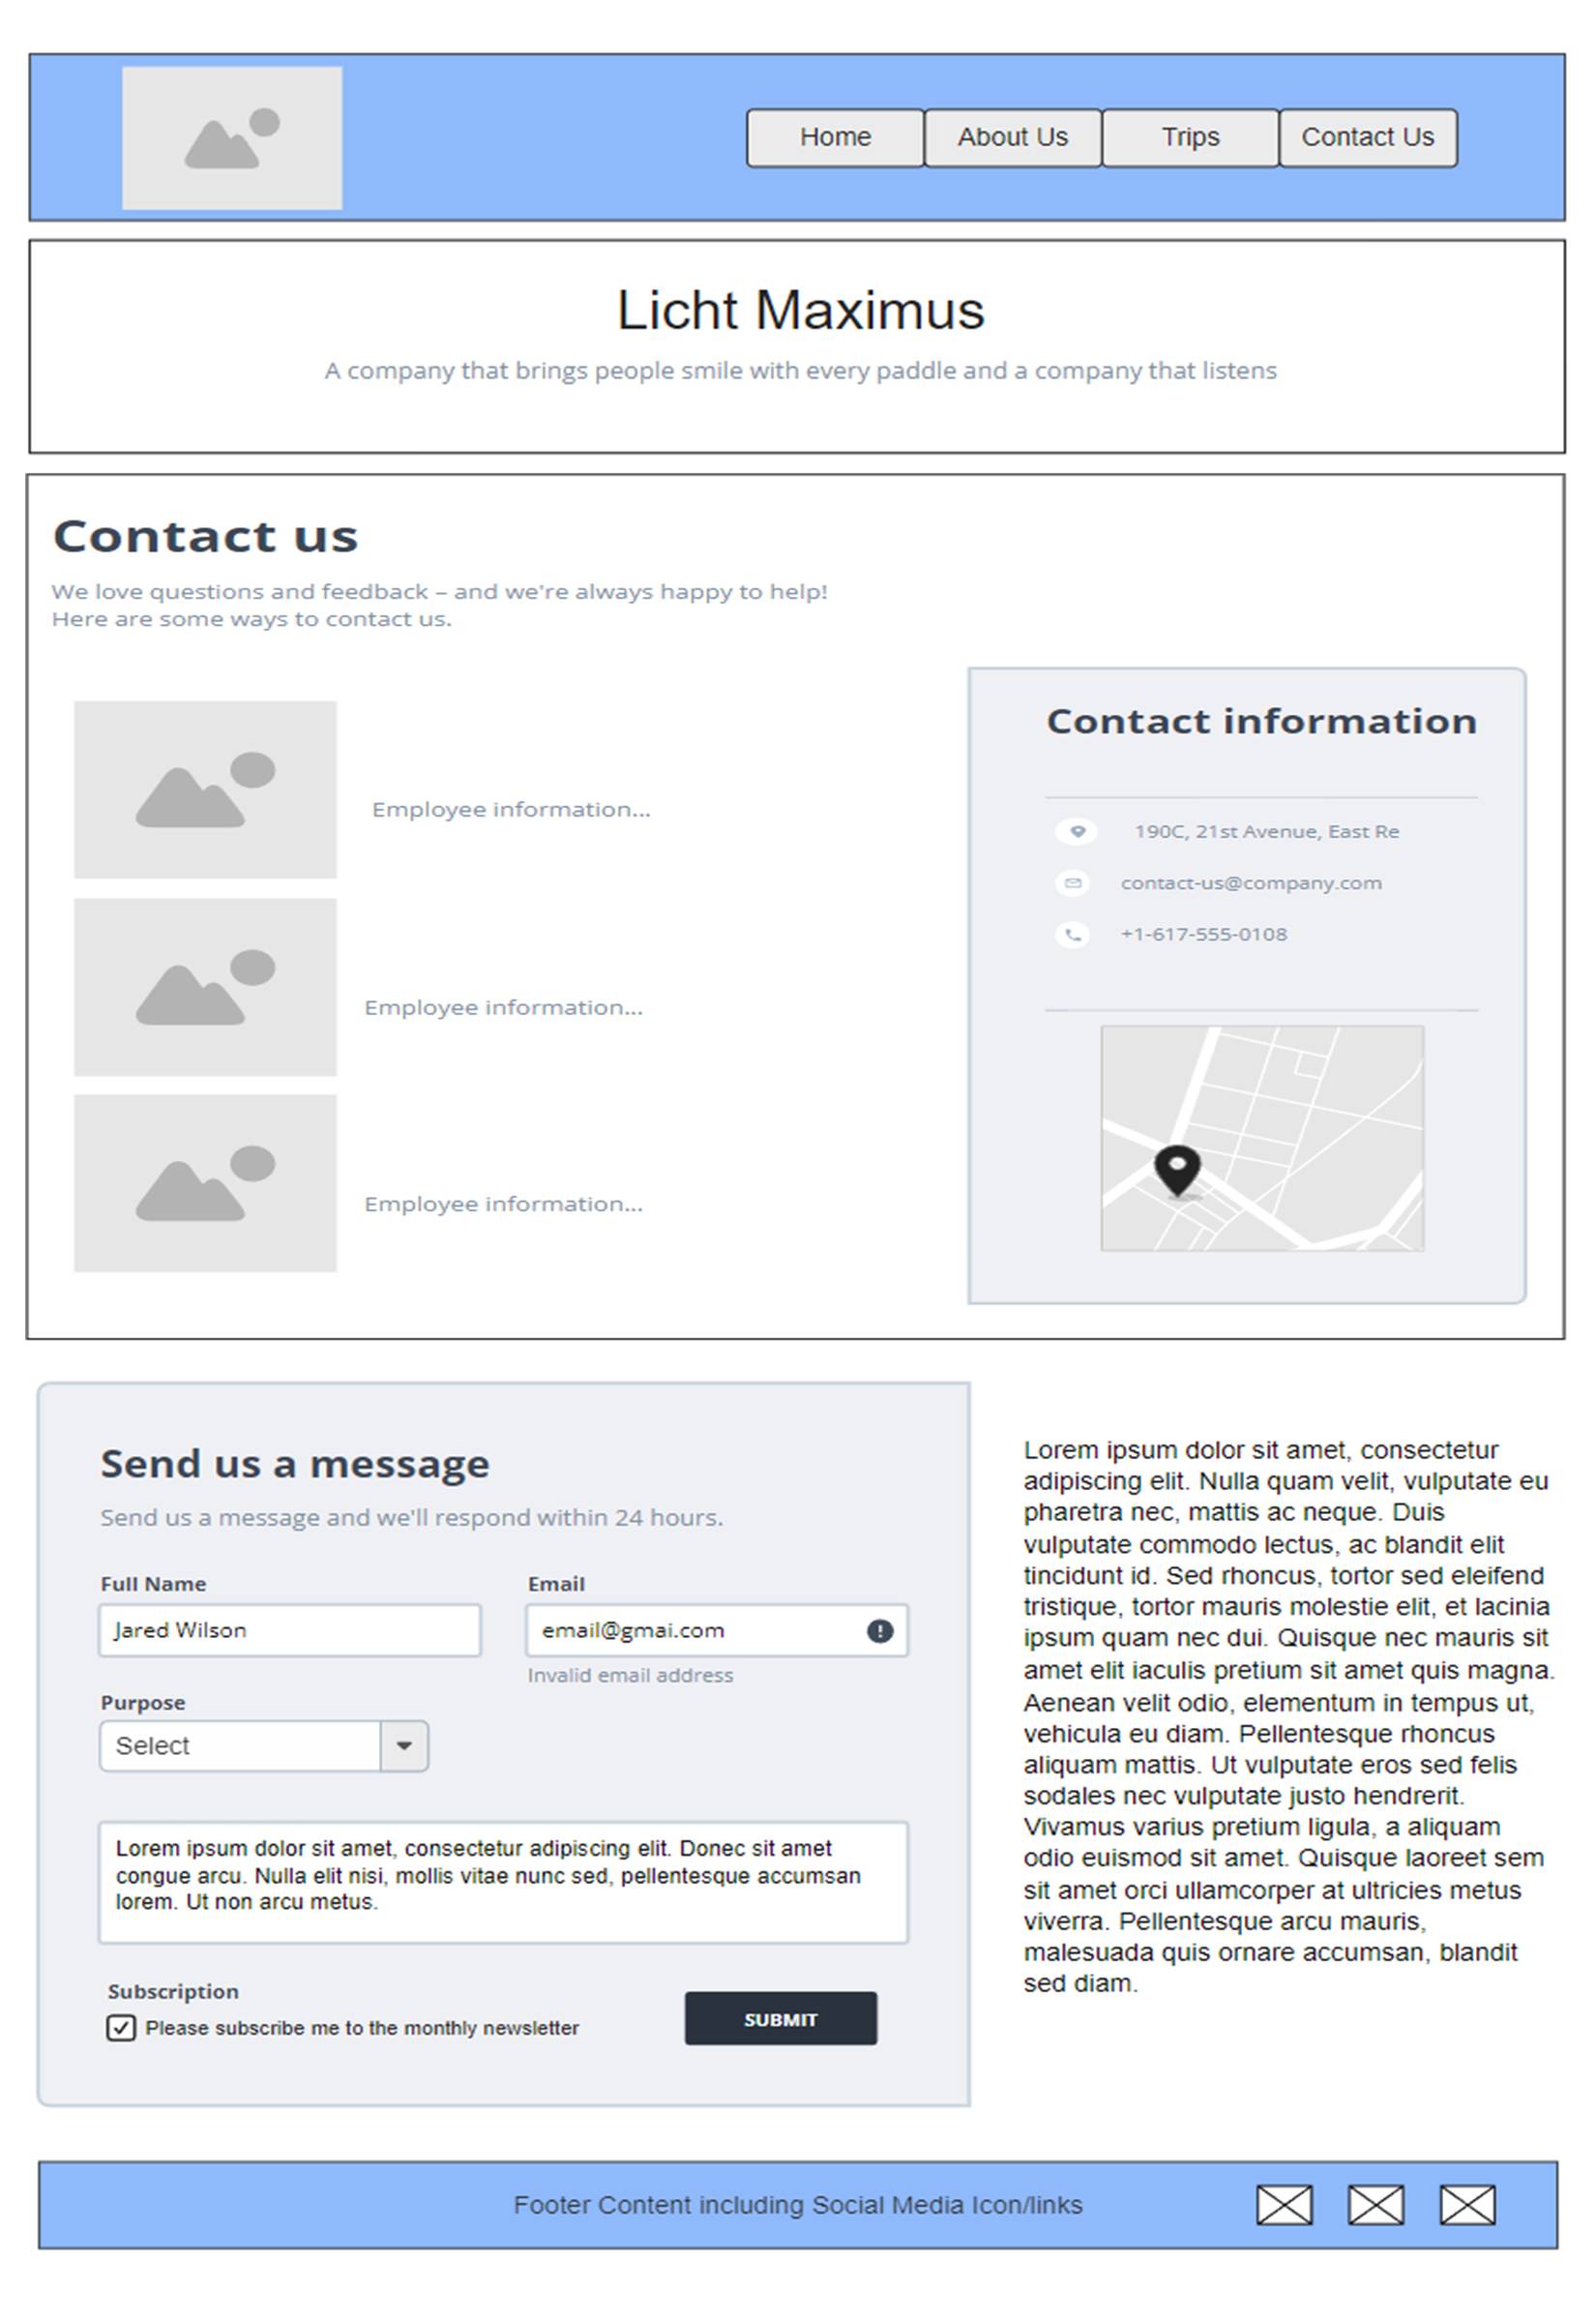 Home
About Us
Trips
Contact Us
Licht Maximus
A company that brings people smile with every paddle and a company that listens
Contact us
We love questions and feedback – and we're always happy to help!
Here are some ways to contact us.
Employee information...
Employee information...
Employee information...
Contact information
190C, 21st Avenue, East Re
contact-us@company.com
+1-617-555-0108
Send us a message
Send us a message and we'll respond within 24 hours.
Full Name
Jared Wilson
Email
email@gmai.com
Invalid email address
Purpose
Select
Lorem ipsum dolor sit amet, consectetur adipiscing elit. Donec sit amet
congue arcu. Nulla elit nisi, mollis vitae nunc sed, pellentesque accumsan
lorem. Ut non arcu metus.
Subscription
Please subscribe me to the monthly newsletter
SUBMIT
Lorem ipsum dolor sit amet, consectetur
adipiscing elit. Nulla quam velit, vulputate eu
pharetra nec, mattis ac neque. Duis
vulputate commodo lectus, ac blandit elit
tincidunt id. Sed rhoncus, tortor sed eleifend
tristique, tortor mauris molestie elit, et lacinia
ipsum quam nec dui. Quisque nec mauris sit
amet elit iaculis pretium sit amet quis magna.
Aenean velit odio, elementum in tempus ut,
vehicula eu diam. Pellentesque rhoncus
aliquam mattis. Ut vulputate eros sed felis
sodales nec vulputate justo hendrerit.
Vivamus varius pretium ligula, a aliquam
odio euismod sit amet. Quisque laoreet sem
sit amet orci ullamcorper at ultricies metus
viverra. Pellentesque arcu mauris,
malesuada quis ornare accumsan, blandit
sed diam.
Footer Content including Social Media Icon/links